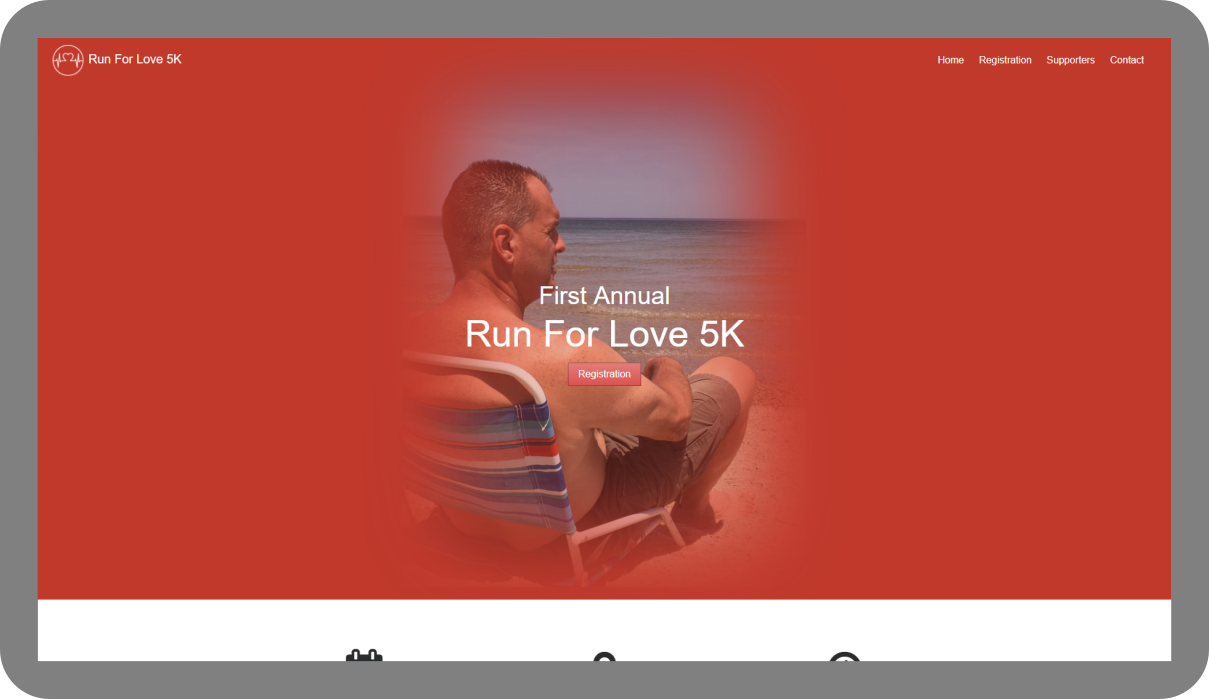 Run For Love 5K
Home Registration Supporters Contact
First Annual
Run For Love 5K
Registration